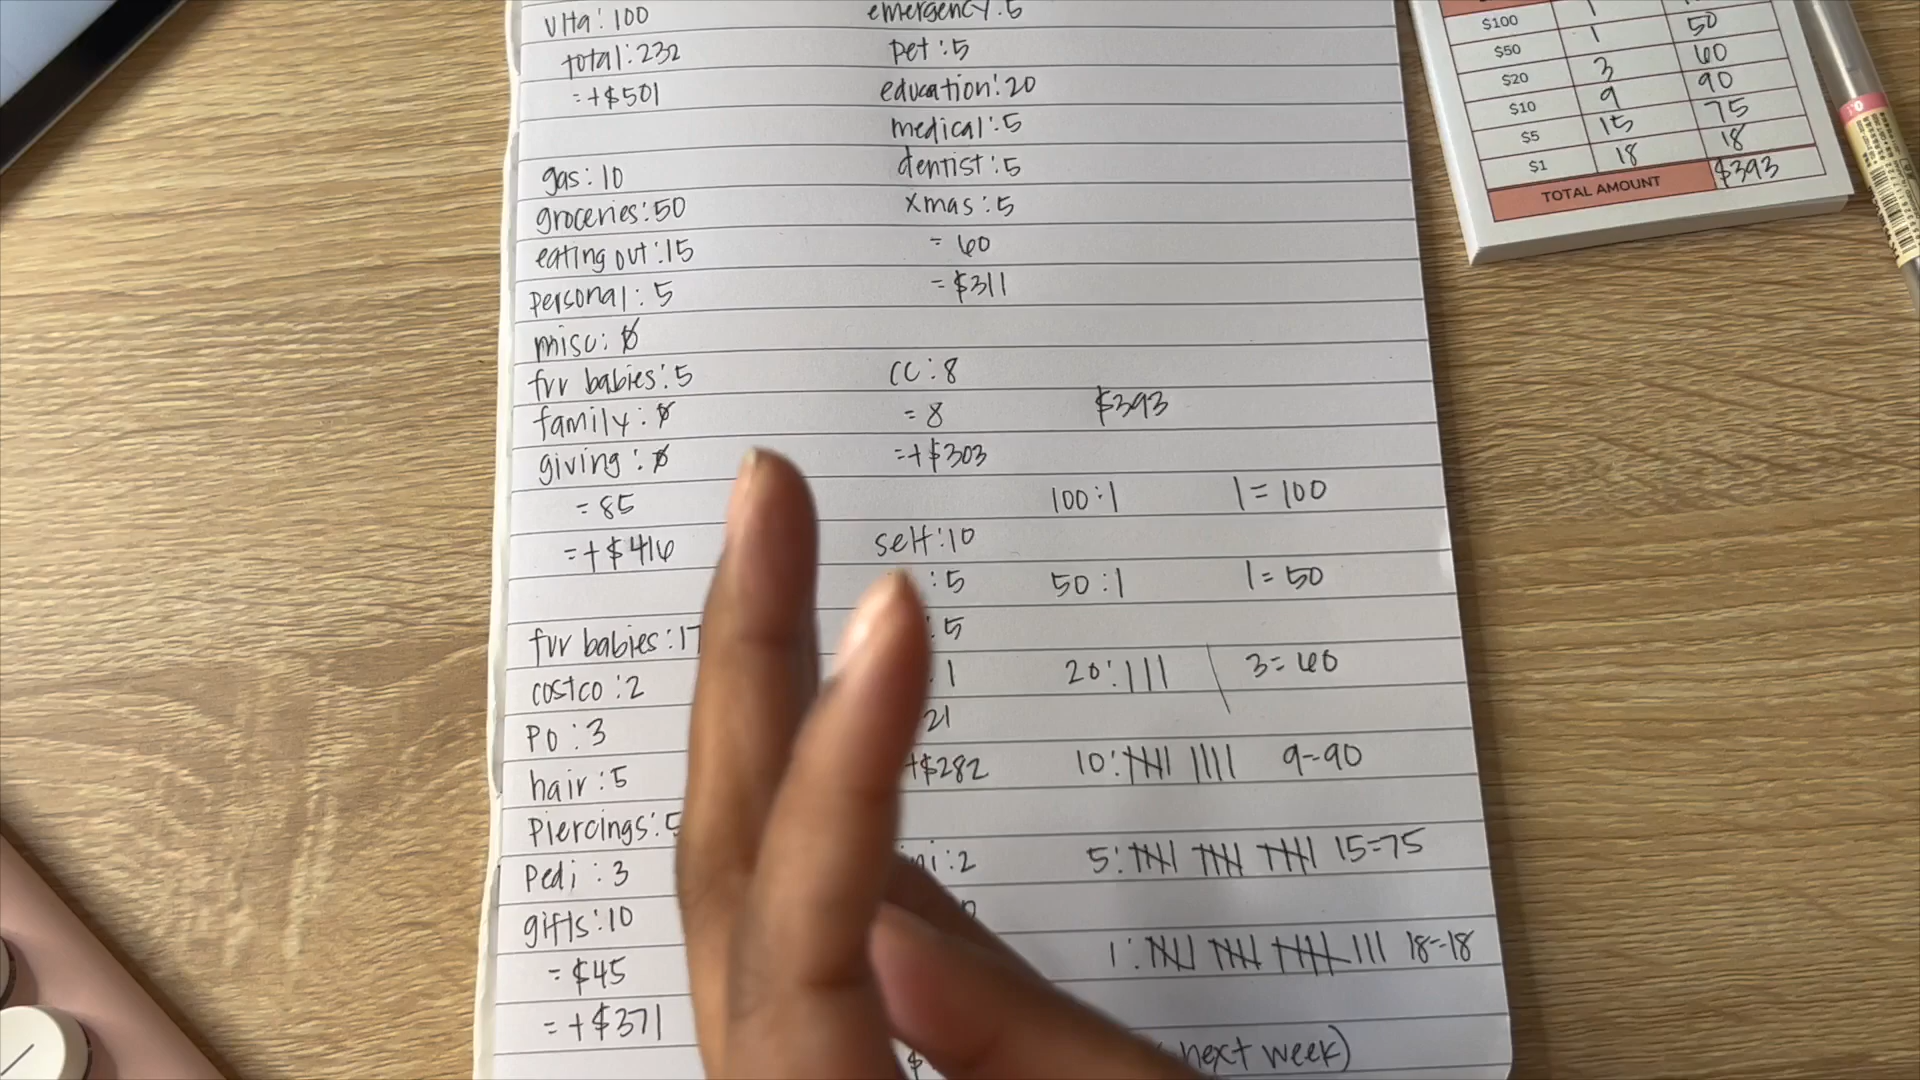 vita: 100
total: 232
= +$501
gas: 10
groceries: 50
eating out: 15
personal: 5
misc: 0
fur babies: 5
family: 0
giving: 0
= 85
= +$416
fur babies: 17
costco: 2
PO: 3
hair: 5
Piercings: 5
Pedi: 3
gifts: 10
= $45
= +$371
emergency: 5
pet: 5
education: 20
medical: 5
dentist: 5
xmas: 5
= 60
= $311
CC: 8
= 8
= +$303
self: 10
: 5
: 5
: 1
21
+$282
: 2
$393
100: | 1 = 100
50: | 1 = 50
20: ||| 3 = 60
10: |||| |||| 9 = 90
5: 15 = 75
1: 18 = 18
next week)
$100 1
$50 1 50
$20 3 60
$10 9 90
$5 15 75
$1 18 18
TOTAL AMOUNT $393